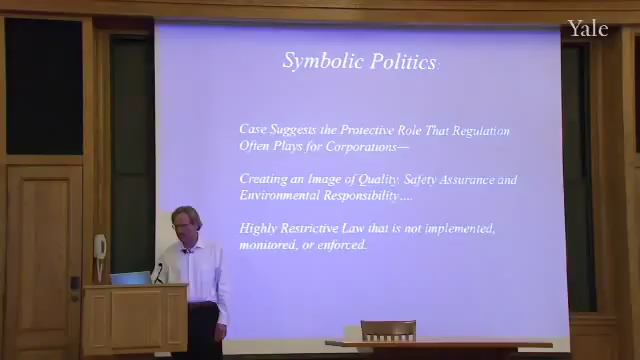 Yale
Symbolic Politics:
Case Suggests the Protective Role That Regulation
Often Plays for Corporations—
Creating an Image of Quality, Safety Assurance and
Environmental Responsibility....
Highly Restrictive Law that is not implemented,
monitored, or enforced.